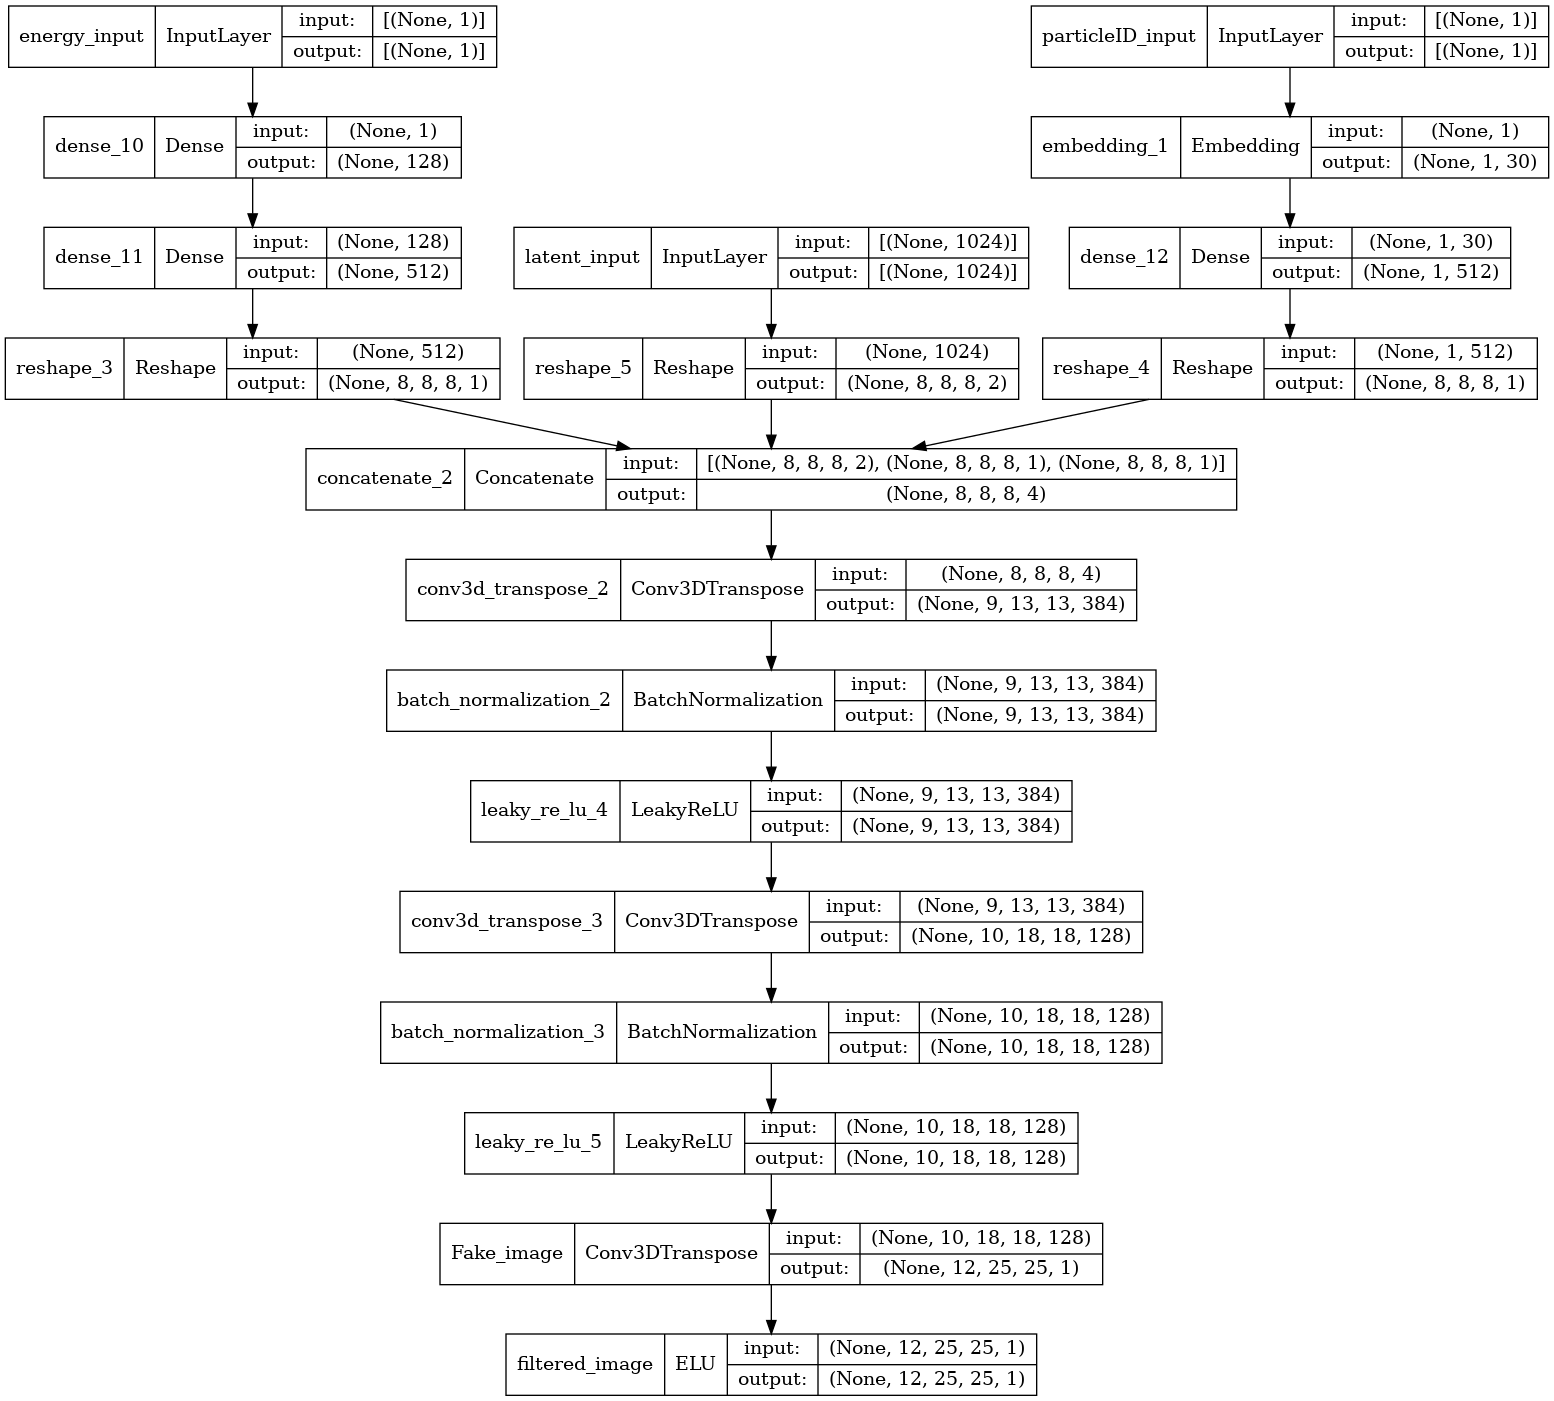 energy_input InputLayer input: [(None, 1)]
output: [(None, 1)]
particleID_input InputLayer input: [(None, 1)]
output: [(None, 1)]
dense_10 Dense input: (None, 1)
output: (None, 128)
embedding_1 Embedding input: (None, 1)
output: (None, 1, 30)
dense_11 Dense input: (None, 128)
output: (None, 512)
latent_input InputLayer input: [(None, 1024)]
output: [(None, 1024)]
dense_12 Dense input: (None, 1, 30)
output: (None, 1, 512)
reshape_3 Reshape input: (None, 512)
output: (None, 8, 8, 8, 1)
reshape_5 Reshape input: (None, 1024)
output: (None, 8, 8, 8, 2)
reshape_4 Reshape input: (None, 1, 512)
output: (None, 8, 8, 8, 1)
concatenate_2 Concatenate input: [(None, 8, 8, 8, 2), (None, 8, 8, 8, 1), (None, 8, 8, 8, 1)]
output: (None, 8, 8, 8, 4)
conv3d_transpose_2 Conv3DTranspose input: (None, 8, 8, 8, 4)
output: (None, 9, 13, 13, 384)
batch_normalization_2 BatchNormalization input: (None, 9, 13, 13, 384)
output: (None, 9, 13, 13, 384)
leaky_re_lu_4 LeakyReLU input: (None, 9, 13, 13, 384)
output: (None, 9, 13, 13, 384)
conv3d_transpose_3 Conv3DTranspose input: (None, 9, 13, 13, 384)
output: (None, 10, 18, 18, 128)
batch_normalization_3 BatchNormalization input: (None, 10, 18, 18, 128)
output: (None, 10, 18, 18, 128)
leaky_re_lu_5 LeakyReLU input: (None, 10, 18, 18, 128)
output: (None, 10, 18, 18, 128)
Fake_image Conv3DTranspose input: (None, 10, 18, 18, 128)
output: (None, 12, 25, 25, 1)
filtered_image ELU input: (None, 12, 25, 25, 1)
output: (None, 12, 25, 25, 1)